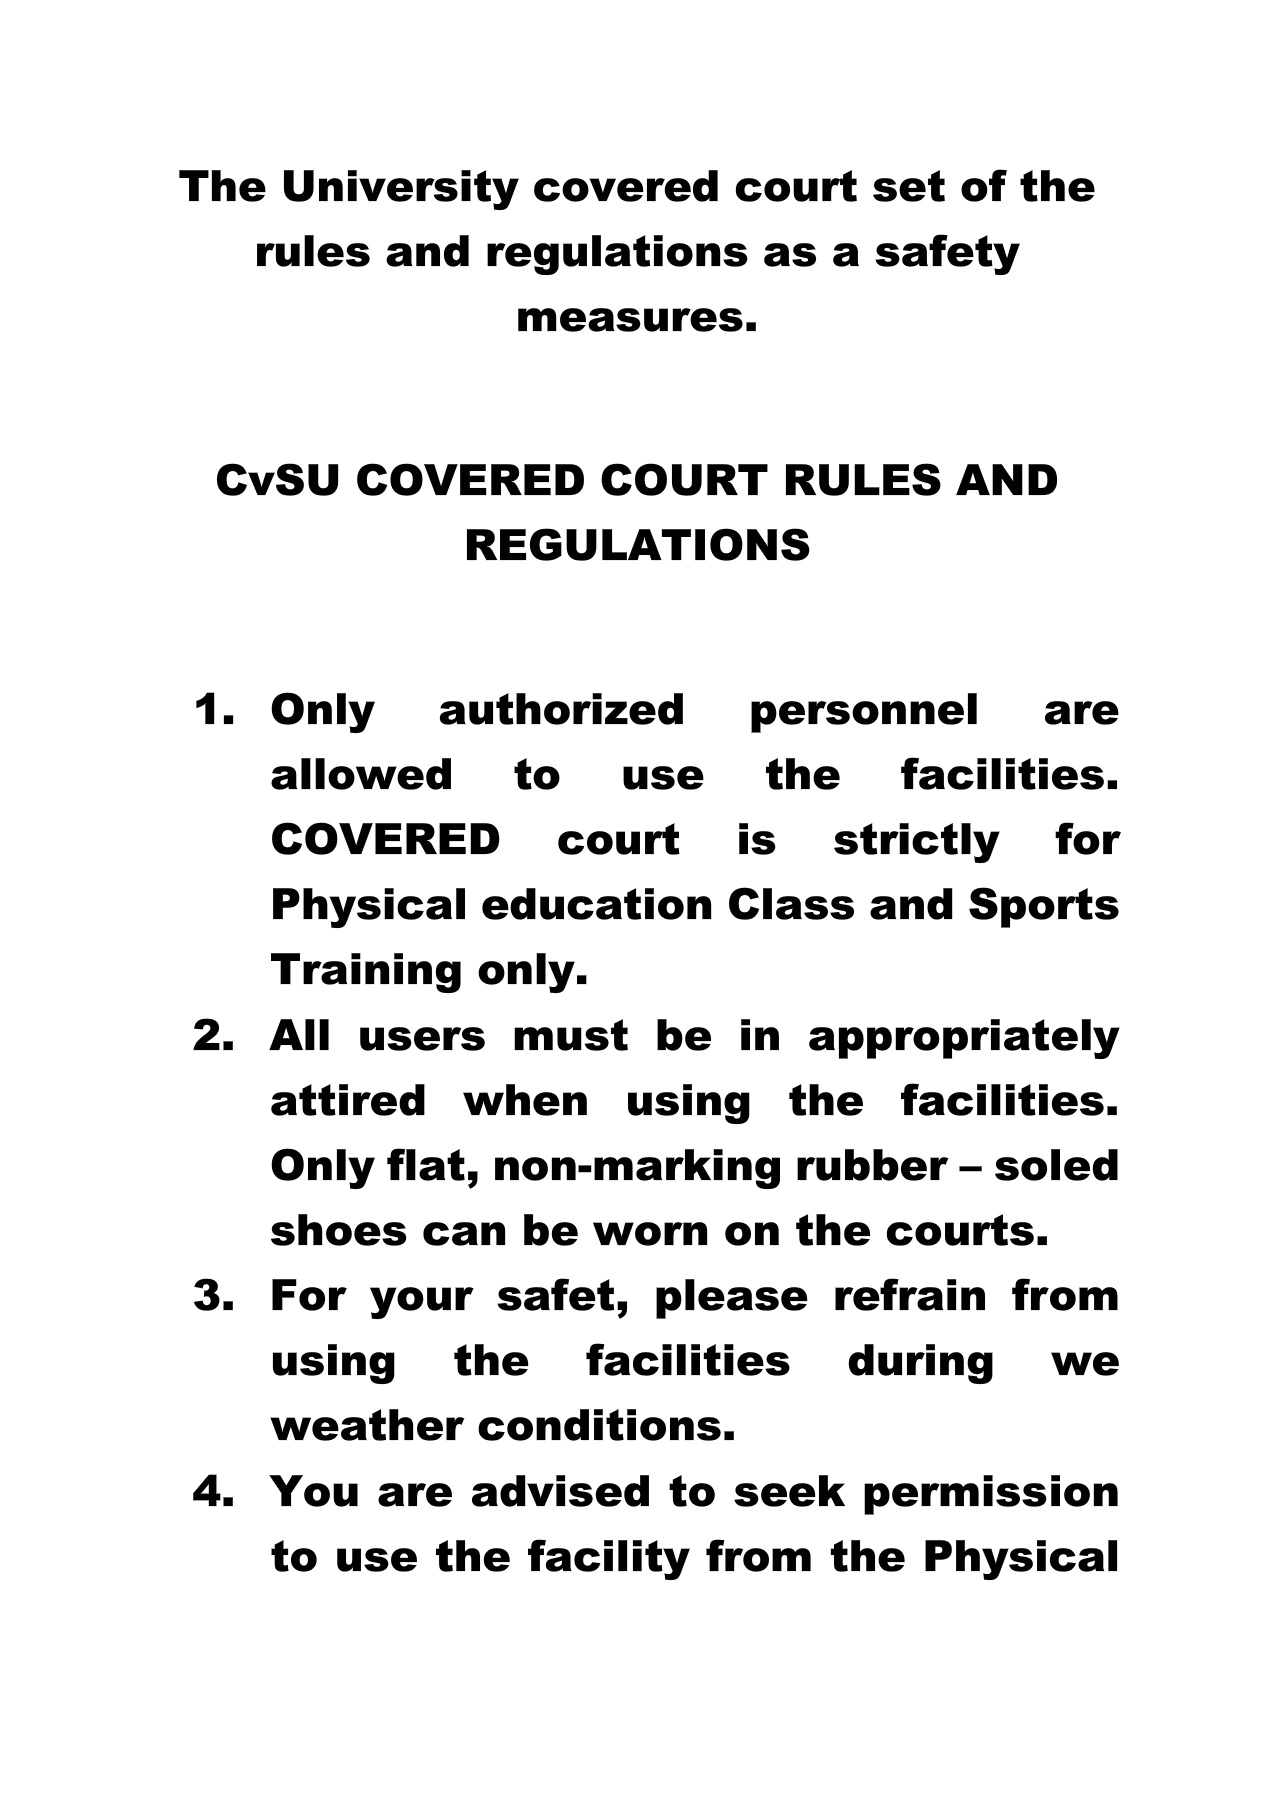 The University covered court set of the
rules and regulations as a safety
measures.
CvSU COVERED COURT RULES AND
REGULATIONS
1. Only authorized personnel are
allowed to use the facilities.
COVERED court is strictly for
Physical education Class and Sports
Training only.
2. All users must be in appropriately
attired when using the facilities.
Only flat, non-marking rubber – soled
shoes can be worn on the courts.
3. For your safet, please refrain from
using the facilities during we
weather conditions.
4. You are advised to seek permission
to use the facility from the Physical